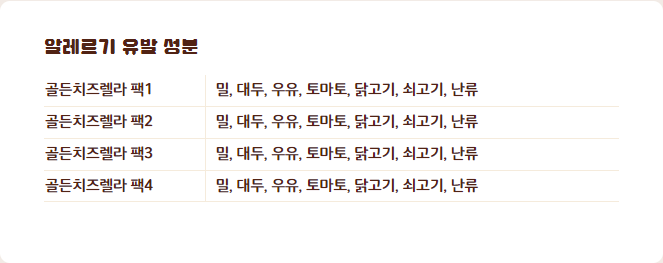 알레르기 유발 성분
골든치즈렐라 팩1 밀, 대두, 우유, 토마토, 닭고기, 쇠고기, 난류
골든치즈렐라 팩2 밀, 대두, 우유, 토마토, 닭고기, 쇠고기, 난류
골든치즈렐라 팩3 밀, 대두, 우유, 토마토, 닭고기, 쇠고기, 난류
골든치즈렐라 팩4 밀, 대두, 우유, 토마토, 닭고기, 쇠고기, 난류